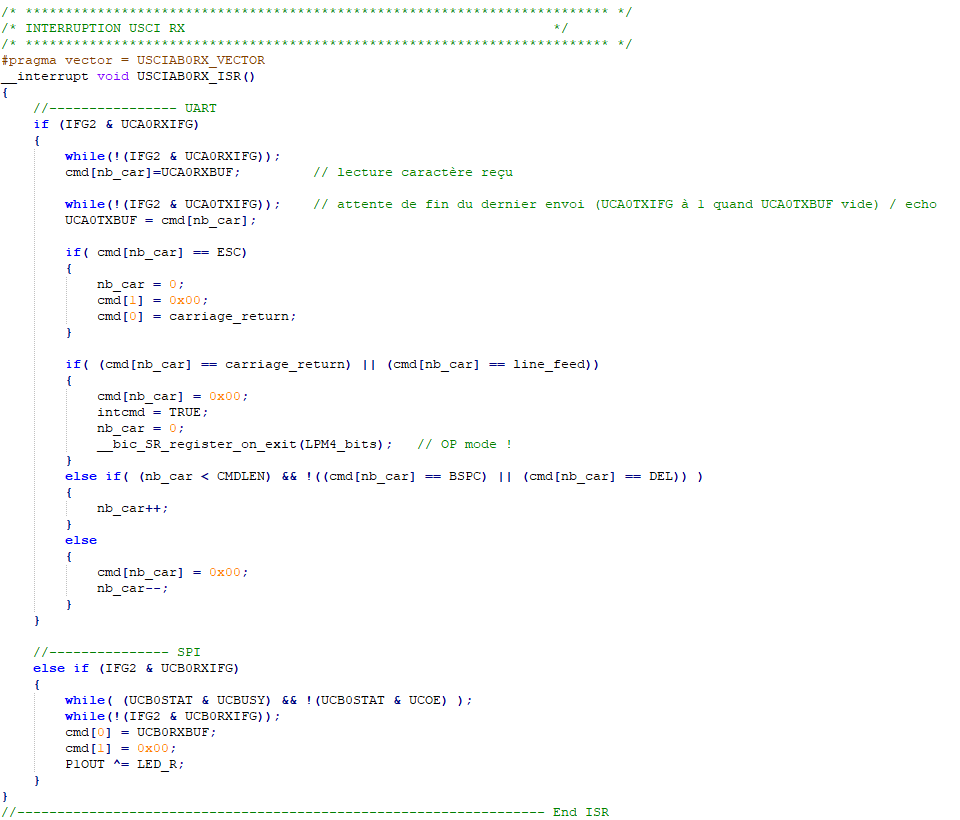 /* ************************************************************************* */
/* INTERRUPTION USCI RX                                              */
/* ************************************************************************* */
#pragma vector = USCIAB0RX_VECTOR
__interrupt void USCIAB0RX_ISR()
{
    //---------------- UART
    if (IFG2 & UCA0RXIFG)
    {
        while(!(IFG2 & UCA0RXIFG));
        cmd[nb_car]=UCA0RXBUF;         // lecture caractère reçu

        while(!(IFG2 & UCA0TXIFG));    // attente de fin du dernier envoi (UCA0TXIFG à 1 quand UCA0TXBUF vide) / echo
        UCA0TXBUF = cmd[nb_car];

        if( cmd[nb_car] == ESC)
        {
            nb_car = 0;
            cmd[1] = 0x00;
            cmd[0] = carriage_return;
        }

        if( (cmd[nb_car] == carriage_return) || (cmd[nb_car] == line_feed))
        {
            cmd[nb_car] = 0x00;
            intcmd = TRUE;
            nb_car = 0;
            __bic_SR_register_on_exit(LPM4_bits);   // OP mode !
        }
        else if( (nb_car < CMDLEN) && !((cmd[nb_car] == BSPC) || (cmd[nb_car] == DEL)) )
        {
            nb_car++;
        }
        else
        {
            cmd[nb_car] = 0x00;
            nb_car--;
        }
    }

    //--------------- SPI
    else if (IFG2 & UCB0RXIFG)
    {
        while( (UCB0STAT & UCBUSY) && !(UCB0STAT & UCOE) );
        while(!(IFG2 & UCB0RXIFG));
        cmd[0] = UCB0RXBUF;
        cmd[1] = 0x00;
        P1OUT ^= LED_R;
    }
}
//------------------------------------------------------------------ End ISR